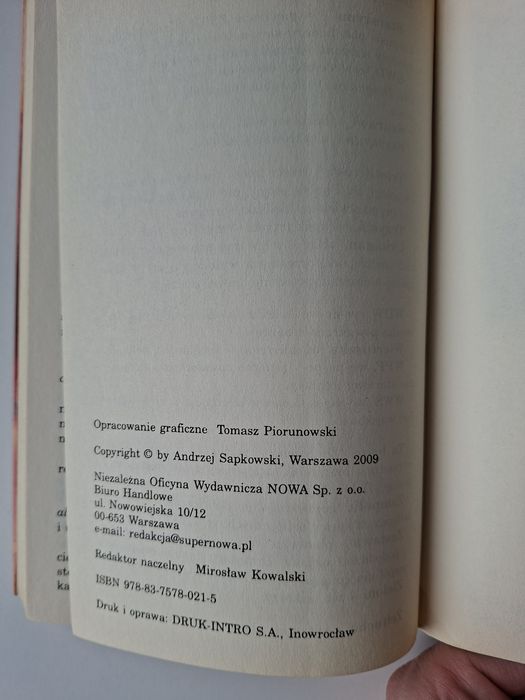 Opracowanie graficzne Tomasz Piorunowski
Copyright © by Andrzej Sapkowski, Warszawa 2009
Niezależna Oficyna Wydawnicza NOWA Sp. z o.o.
Biuro Handlowe
ul. Nowowiejska 10/12
00-653 Warszawa
e-mail: redakcja@supernowa.pl
Redaktor naczelny Mirosław Kowalski
ISBN 978-83-7578-021-5
Druk i oprawa: DRUK-INTRO S.A., Inowrocław